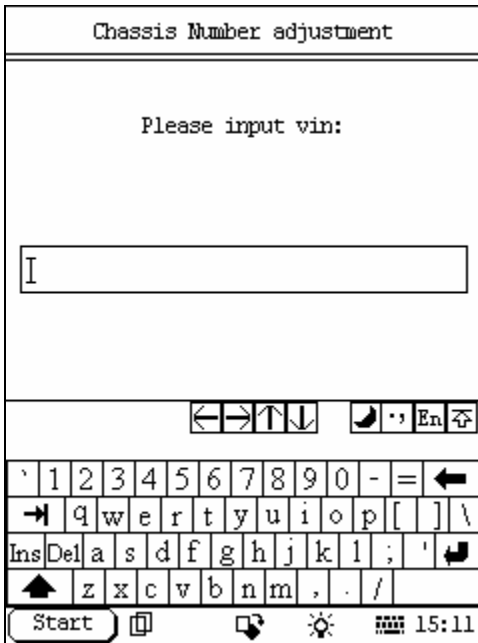 Chassis Number adjustment
Please input vin:
·, En
` 1 2 3 4 5 6 7 8 9 0 - =
q w e r t y u i o p [ ] \
Ins Del a s d f g h j k l ; '
z x c v b n m , . /
Start 15:11